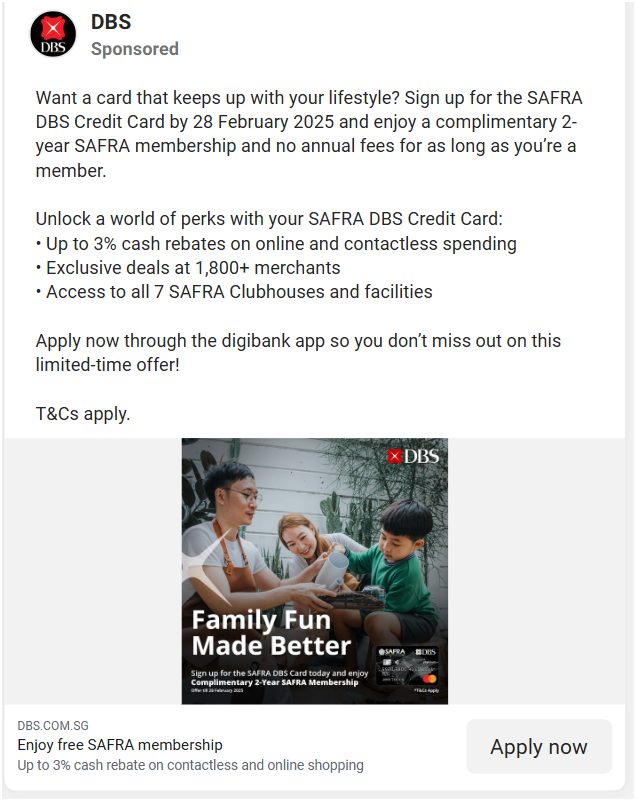 DBS
DBS
Sponsored
Want a card that keeps up with your lifestyle? Sign up for the SAFRA
DBS Credit Card by 28 February 2025 and enjoy a complimentary 2-
year SAFRA membership and no annual fees for as long as you’re a
member.
Unlock a world of perks with your SAFRA DBS Credit Card:
• Up to 3% cash rebates on online and contactless spending
• Exclusive deals at 1,800+ merchants
• Access to all 7 SAFRA Clubhouses and facilities
Apply now through the digibank app so you don’t miss out on this
limited-time offer!
T&Cs apply.
DBS
Family Fun
Made Better
SAFRA DBS
Sign up for the SAFRA DBS Card today and enjoy
Complimentary 2-Year SAFRA Membership
Offer till 28 February 2025
*T&Cs Apply
DBS.COM.SG
Enjoy free SAFRA membership
Up to 3% cash rebate on contactless and online shopping
Apply now